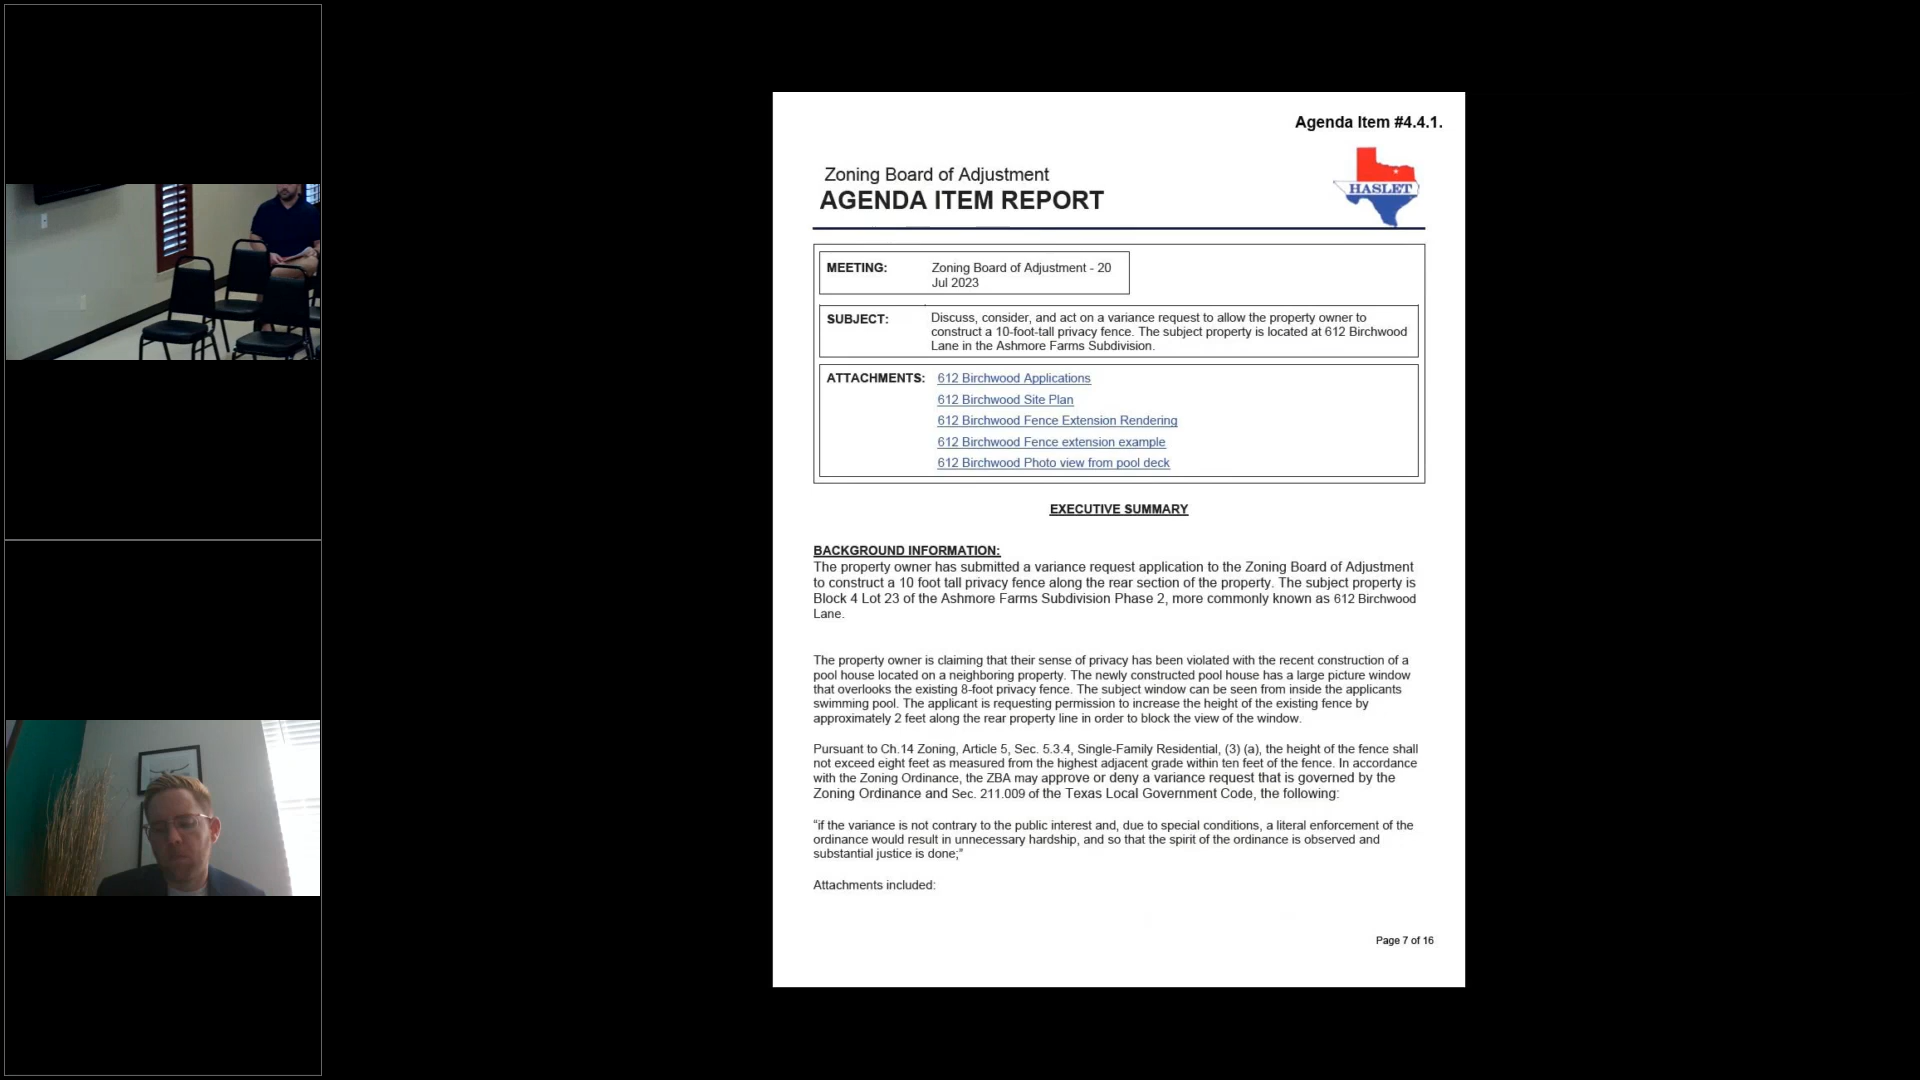 Agenda Item #4.4.1.
Zoning Board of Adjustment
AGENDA ITEM REPORT
HASLET
MEETING: Zoning Board of Adjustment - 20
Jul 2023
SUBJECT: Discuss, consider, and act on a variance request to allow the property owner to
construct a 10-foot-tall privacy fence. The subject property is located at 612 Birchwood
Lane in the Ashmore Farms Subdivision.
ATTACHMENTS: 612 Birchwood Applications
612 Birchwood Site Plan
612 Birchwood Fence Extension Rendering
612 Birchwood Fence extension example
612 Birchwood Photo view from pool deck
EXECUTIVE SUMMARY
BACKGROUND INFORMATION:
The property owner has submitted a variance request application to the Zoning Board of Adjustment
to construct a 10 foot tall privacy fence along the rear section of the property. The subject property is
Block 4 Lot 23 of the Ashmore Farms Subdivision Phase 2, more commonly known as 612 Birchwood
Lane.
The property owner is claiming that their sense of privacy has been violated with the recent construction of a
pool house located on a neighboring property. The newly constructed pool house has a large picture window
that overlooks the existing 8-foot privacy fence. The subject window can be seen from inside the applicants
swimming pool. The applicant is requesting permission to increase the height of the existing fence by
approximately 2 feet along the rear property line in order to block the view of the window.
Pursuant to Ch.14 Zoning, Article 5, Sec. 5.3.4, Single-Family Residential, (3) (a), the height of the fence shall
not exceed eight feet as measured from the highest adjacent grade within ten feet of the fence. In accordance
with the Zoning Ordinance, the ZBA may approve or deny a variance request that is governed by the
Zoning Ordinance and Sec. 211.009 of the Texas Local Government Code, the following:
“if the variance is not contrary to the public interest and, due to special conditions, a literal enforcement of the
ordinance would result in unnecessary hardship, and so that the spirit of the ordinance is observed and
substantial justice is done;”
Attachments included:
Page 7 of 16